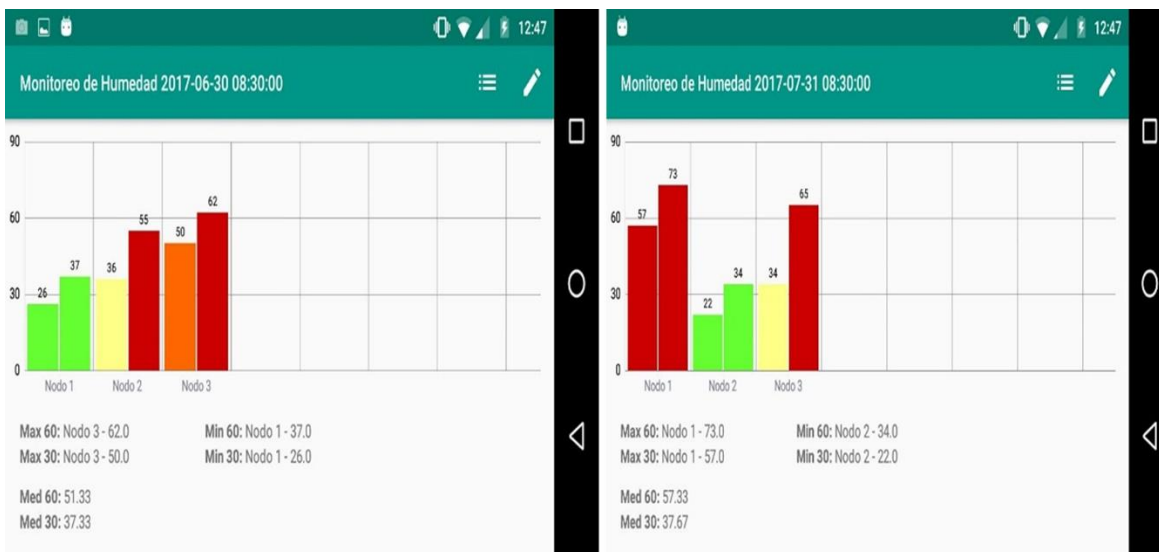 12:47
Monitoreo de Humedad 2017-06-30 08:30:00
90
60
30
0
26
37
36
55
50
62
Nodo 1
Nodo 2
Nodo 3
Max 60: Nodo 3 - 62.0
Min 60: Nodo 1 - 37.0
Max 30: Nodo 3 - 50.0
Min 30: Nodo 1 - 26.0
Med 60: 51.33
Med 30: 37.33
12:47
Monitoreo de Humedad 2017-07-31 08:30:00
90
60
30
0
57
73
22
34
34
65
Nodo 1
Nodo 2
Nodo 3
Max 60: Nodo 1 - 73.0
Min 60: Nodo 2 - 34.0
Max 30: Nodo 1 - 57.0
Min 30: Nodo 2 - 22.0
Med 60: 57.33
Med 30: 37.67